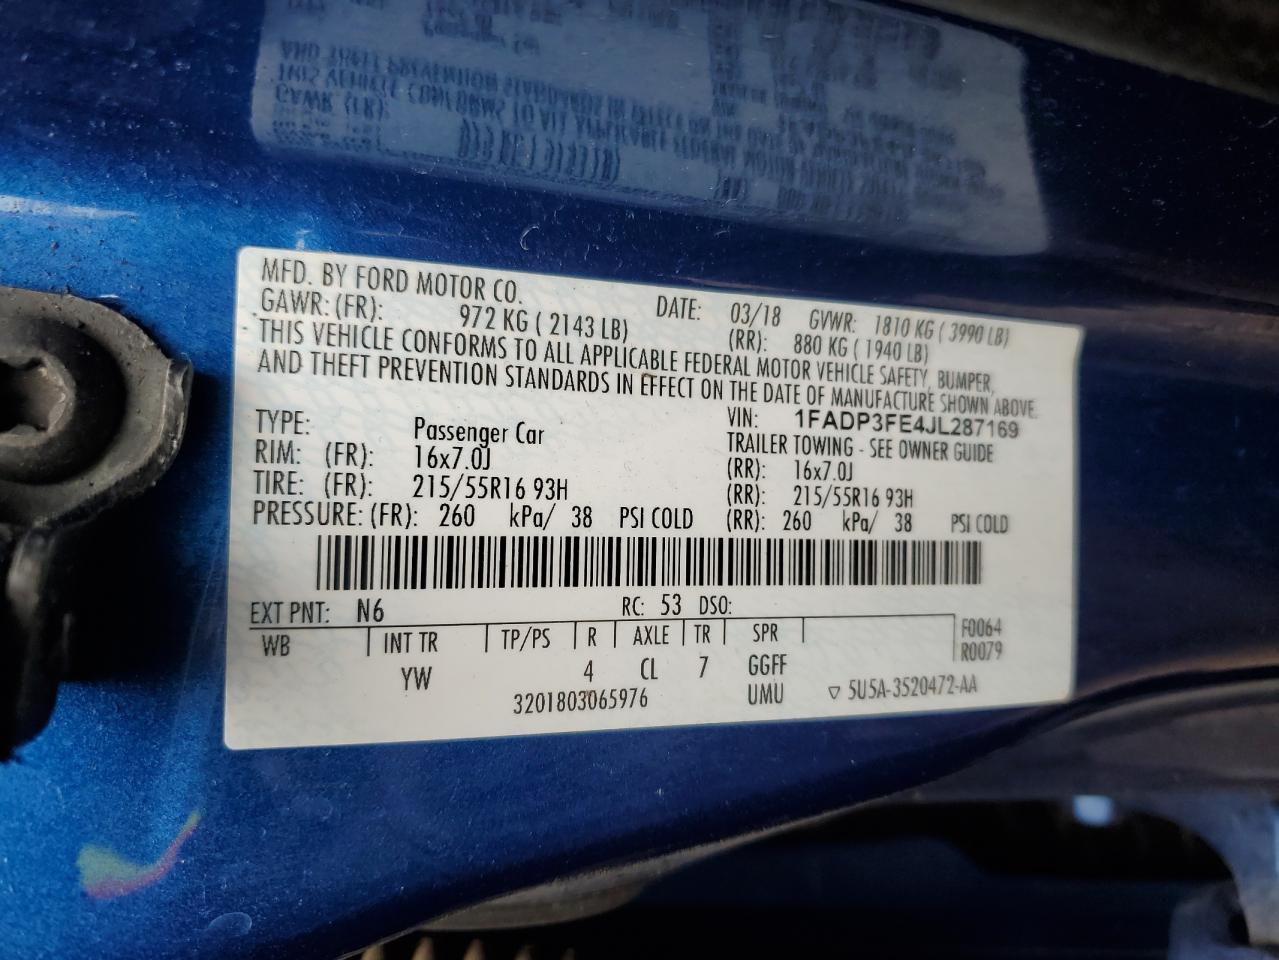 MFD. BY FORD MOTOR CO. DATE: 03/18 GVWR: 1810 KG ( 3990 LB)
GAWR: (FR): 972 KG ( 2143 LB) (RR): 880 KG ( 1940 LB)
THIS VEHICLE CONFORMS TO ALL APPLICABLE FEDERAL MOTOR VEHICLE SAFETY, BUMPER,
AND THEFT PREVENTION STANDARDS IN EFFECT ON THE DATE OF MANUFACTURE SHOWN ABOVE.
VIN: 1FADP3FE4JL287169
TYPE: Passenger Car TRAILER TOWING - SEE OWNER GUIDE
RIM: (FR): 16x7.0J (RR): 16x7.0J
TIRE: (FR): 215/55R16 93H (RR): 215/55R16 93H
PRESSURE: (FR): 260 kPa/ 38 PSI COLD (RR): 260 kPa/ 38 PSI COLD
EXT PNT: N6 RC: 53 DSO:
WB INT TR TP/PS R AXLE TR SPR F0064
R0079
YW 4 CL 7 GGFF
3201803065976 UMU ▽ 5U5A-3520472-AA